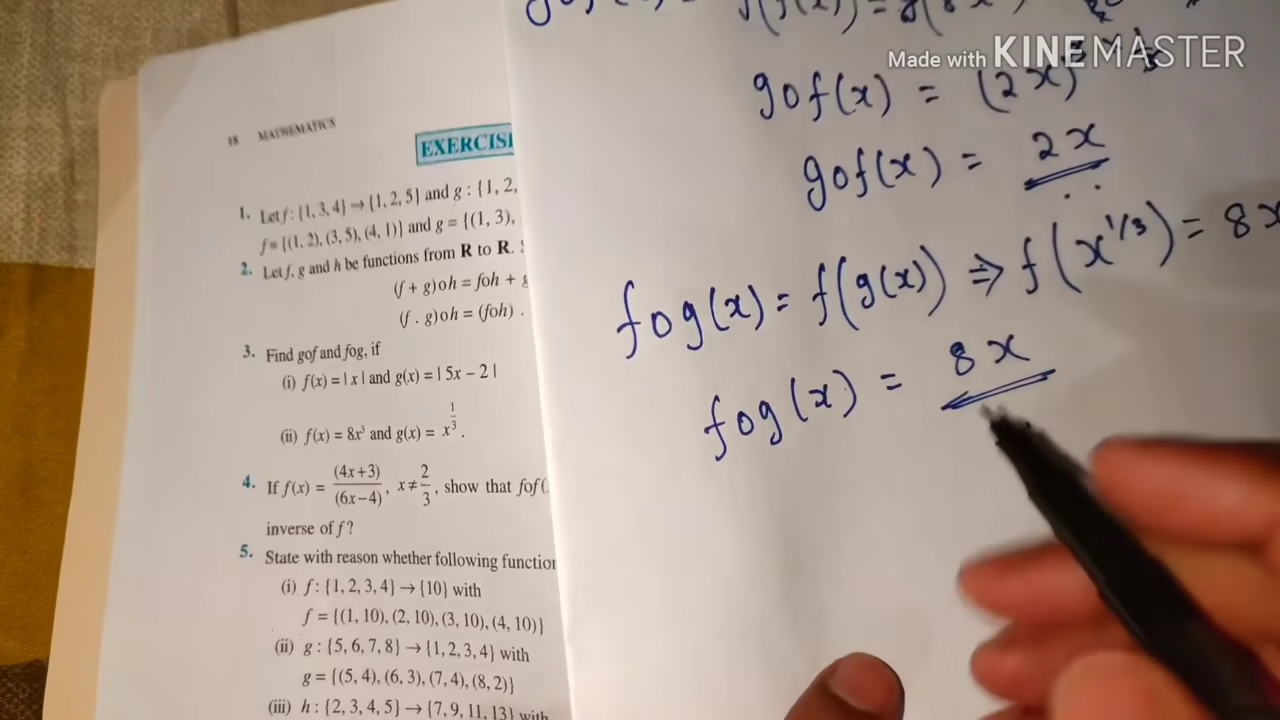 Made with KINEMASTER
gof(x) = (2x)
gof(x) = 2x
fog(x) = f(g(x)) ⇒ f(x^1/3) = 8x
fog(x) = 8x
18 MATHEMATICS
EXERCIS
1. Let f : {1, 3, 4} → {1, 2, 5} and g : {1, 2,
f = {(1, 2), (3, 5), (4, 1)} and g = {(1, 3),
2. Let f, g and h be functions from R to R.
(f + g)oh = foh +
(f . g)oh = (foh) .
3. Find gof and fog, if
(i) f(x) = | x | and g(x) = | 5x – 2 |
(ii) f(x) = 8x³ and g(x) = x^1/3.
4. If f(x) = (4x+3)/(6x–4), x ≠ 2/3, show that fof(
inverse of f ?
5. State with reason whether following function
(i) f : {1, 2, 3, 4} → {10} with
f = {(1, 10), (2, 10), (3, 10), (4, 10)}
(ii) g : {5, 6, 7, 8} → {1, 2, 3, 4} with
g = {(5, 4), (6, 3), (7, 4), (8, 2)}
(iii) h : {2, 3, 4, 5} → {7, 9, 11, 13} with